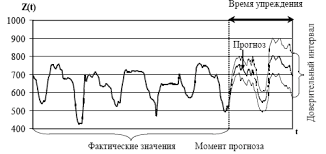 Z(t)
Время упреждения
1000
900
800
700
600
500
400
Прогноз
Доверительный интервал
t
Фактические значения
Момент прогноза